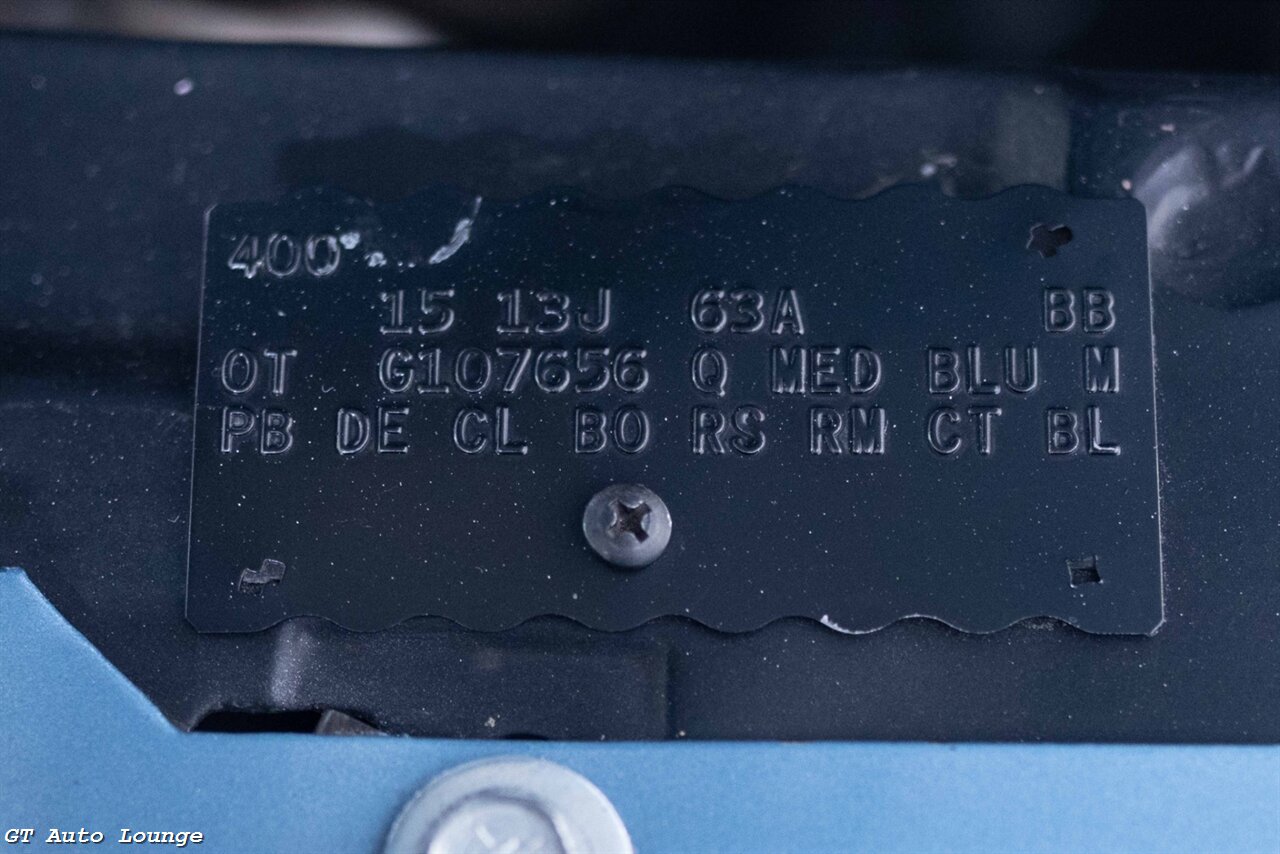 400
15 13J 63A BB
OT G107656 Q MED BLU M
PB DE CL BO RS RM CT BL
GT Auto Lounge